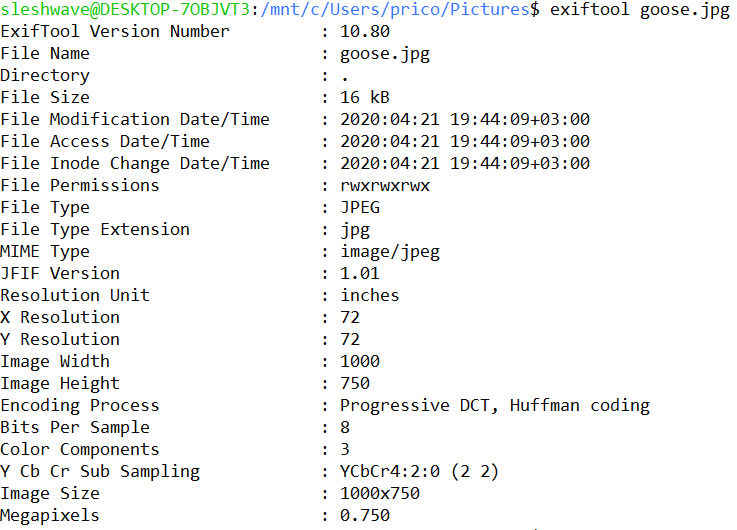 sleshwave@DESKTOP-7OBJVT3:/mnt/c/Users/prico/Pictures$ exiftool goose.jpg
ExifTool Version Number : 10.80
File Name : goose.jpg
Directory : .
File Size : 16 kB
File Modification Date/Time : 2020:04:21 19:44:09+03:00
File Access Date/Time : 2020:04:21 19:44:09+03:00
File Inode Change Date/Time : 2020:04:21 19:44:09+03:00
File Permissions : rwxrwxrwx
File Type : JPEG
File Type Extension : jpg
MIME Type : image/jpeg
JFIF Version : 1.01
Resolution Unit : inches
X Resolution : 72
Y Resolution : 72
Image Width : 1000
Image Height : 750
Encoding Process : Progressive DCT, Huffman coding
Bits Per Sample : 8
Color Components : 3
Y Cb Cr Sub Sampling : YCbCr4:2:0 (2 2)
Image Size : 1000x750
Megapixels : 0.750